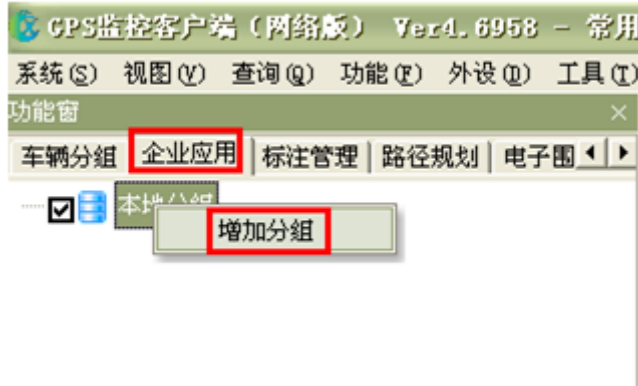 GPS监控客户端（网络版） Ver4.6958 - 常用
系统(S) 视图(V) 查询(Q) 功能(F) 外设(D) 工具(T)
功能窗
车辆分组 企业应用 标注管理 路径规划 电子围
本地分组
增加分组